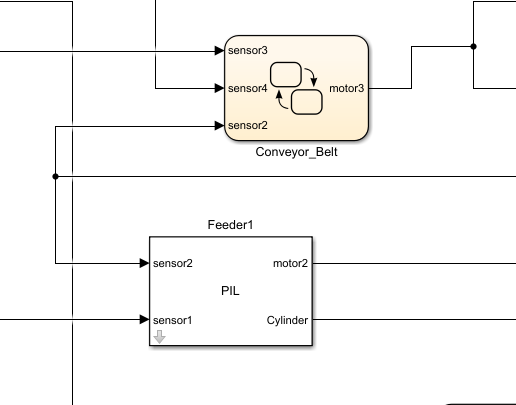 sensor3
sensor4
motor3
sensor2
Conveyor_Belt
Feeder1
sensor2
motor2
PIL
sensor1
Cylinder